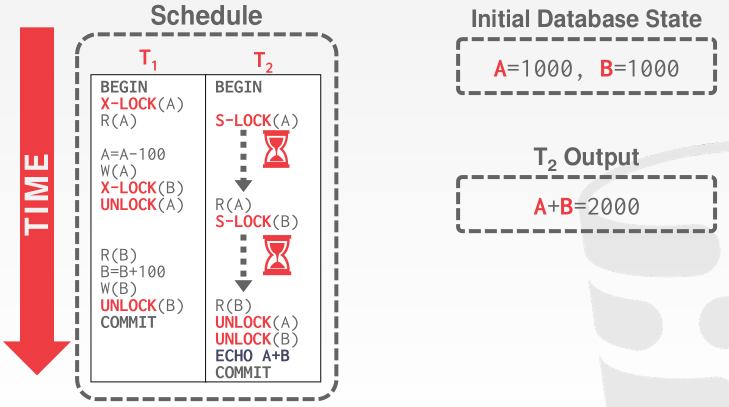 Schedule
TIME
T1
BEGIN
X-LOCK(A)
R(A)
A=A-100
W(A)
X-LOCK(B)
UNLOCK(A)
R(B)
B=B+100
W(B)
UNLOCK(B)
COMMIT
T2
BEGIN
S-LOCK(A)
R(A)
S-LOCK(B)
R(B)
UNLOCK(A)
UNLOCK(B)
ECHO A+B
COMMIT
Initial Database State
A=1000, B=1000
T2 Output
A+B=2000